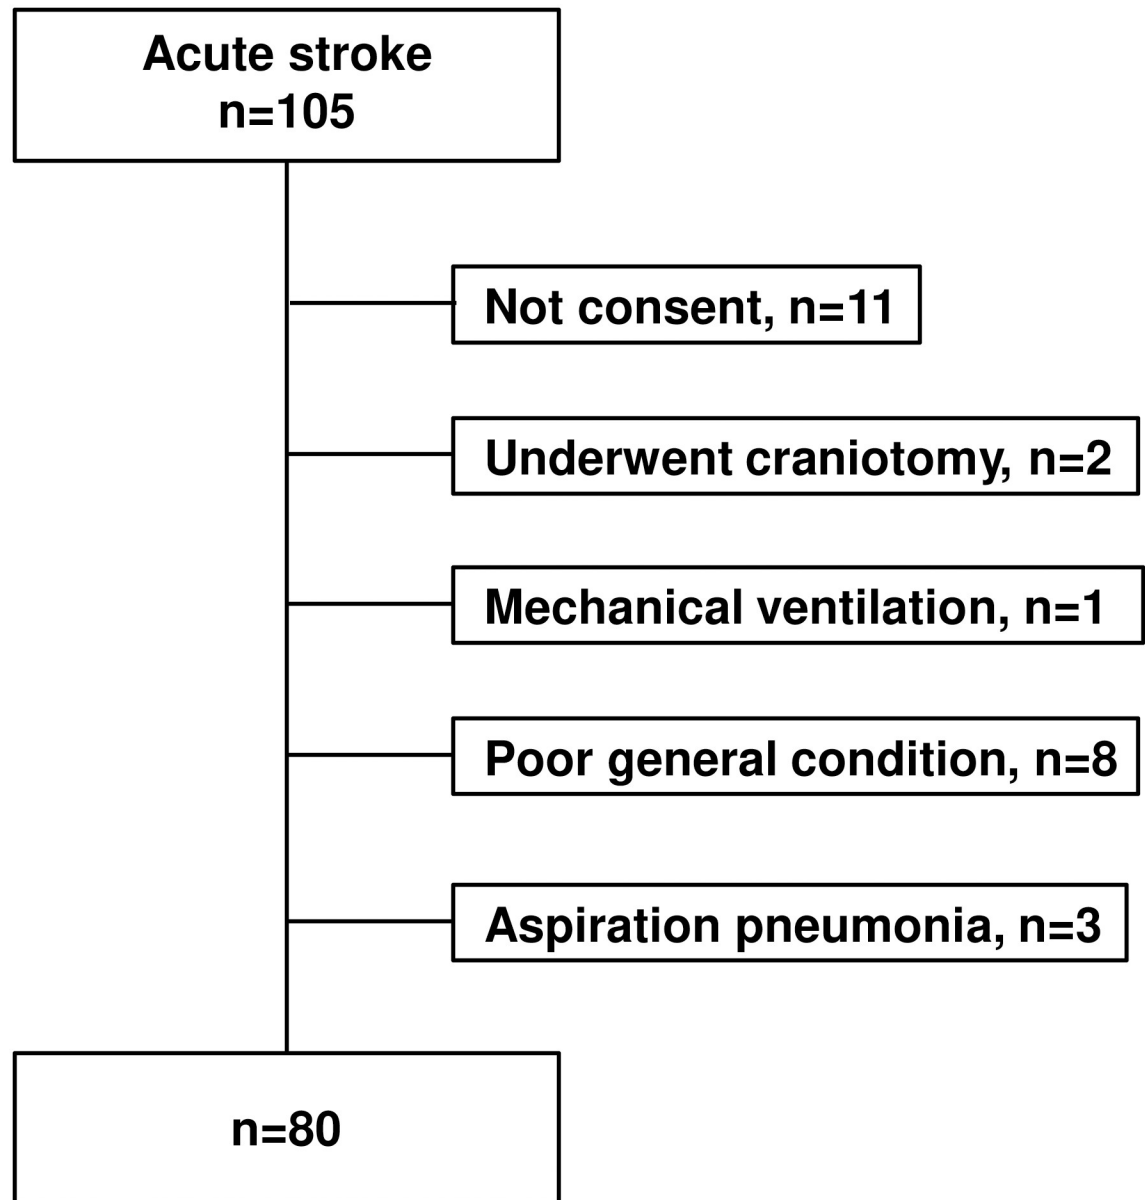 Acute stroke
n=105
Not consent, n=11
Underwent craniotomy, n=2
Mechanical ventilation, n=1
Poor general condition, n=8
Aspiration pneumonia, n=3
n=80